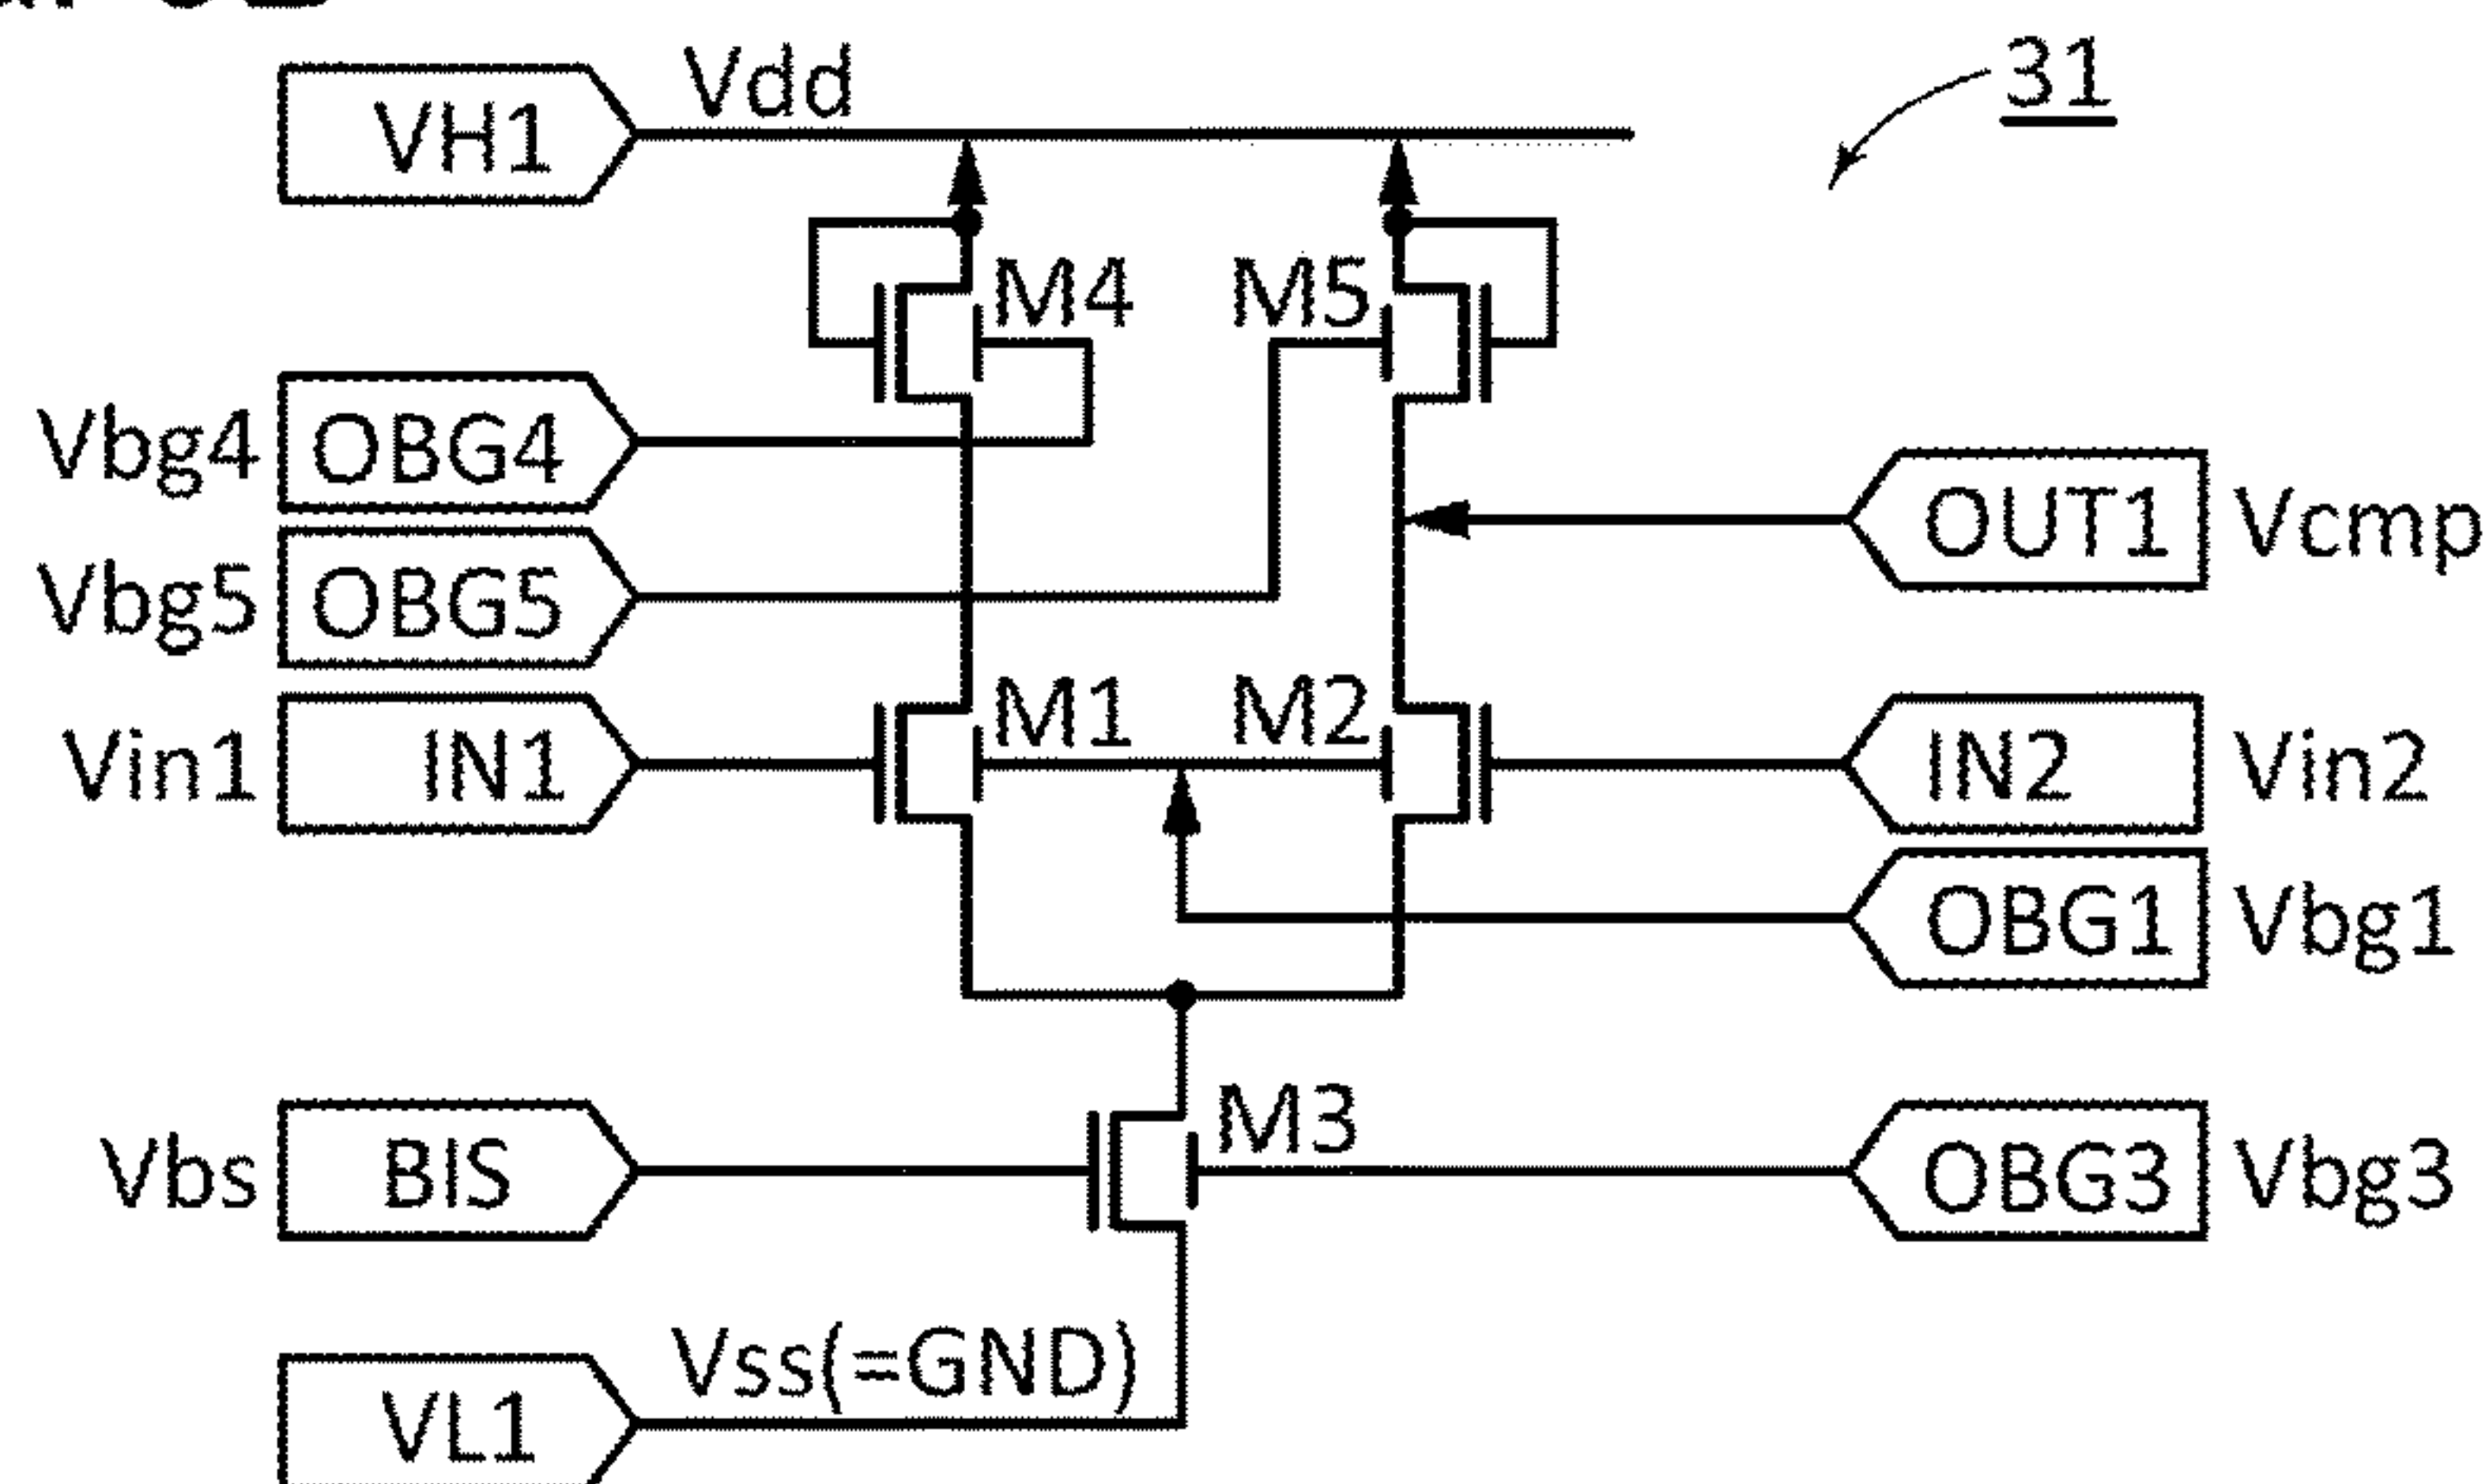 VH1 Vdd 31
M4 M5
Vbg4 OBG4
OUT1 Vcmp
Vbg5 OBG5
M1 M2
Vin1 IN1 IN2 Vin2
OBG1 Vbg1
M3
Vbs BIS OBG3 Vbg3
Vss(=GND)
VL1